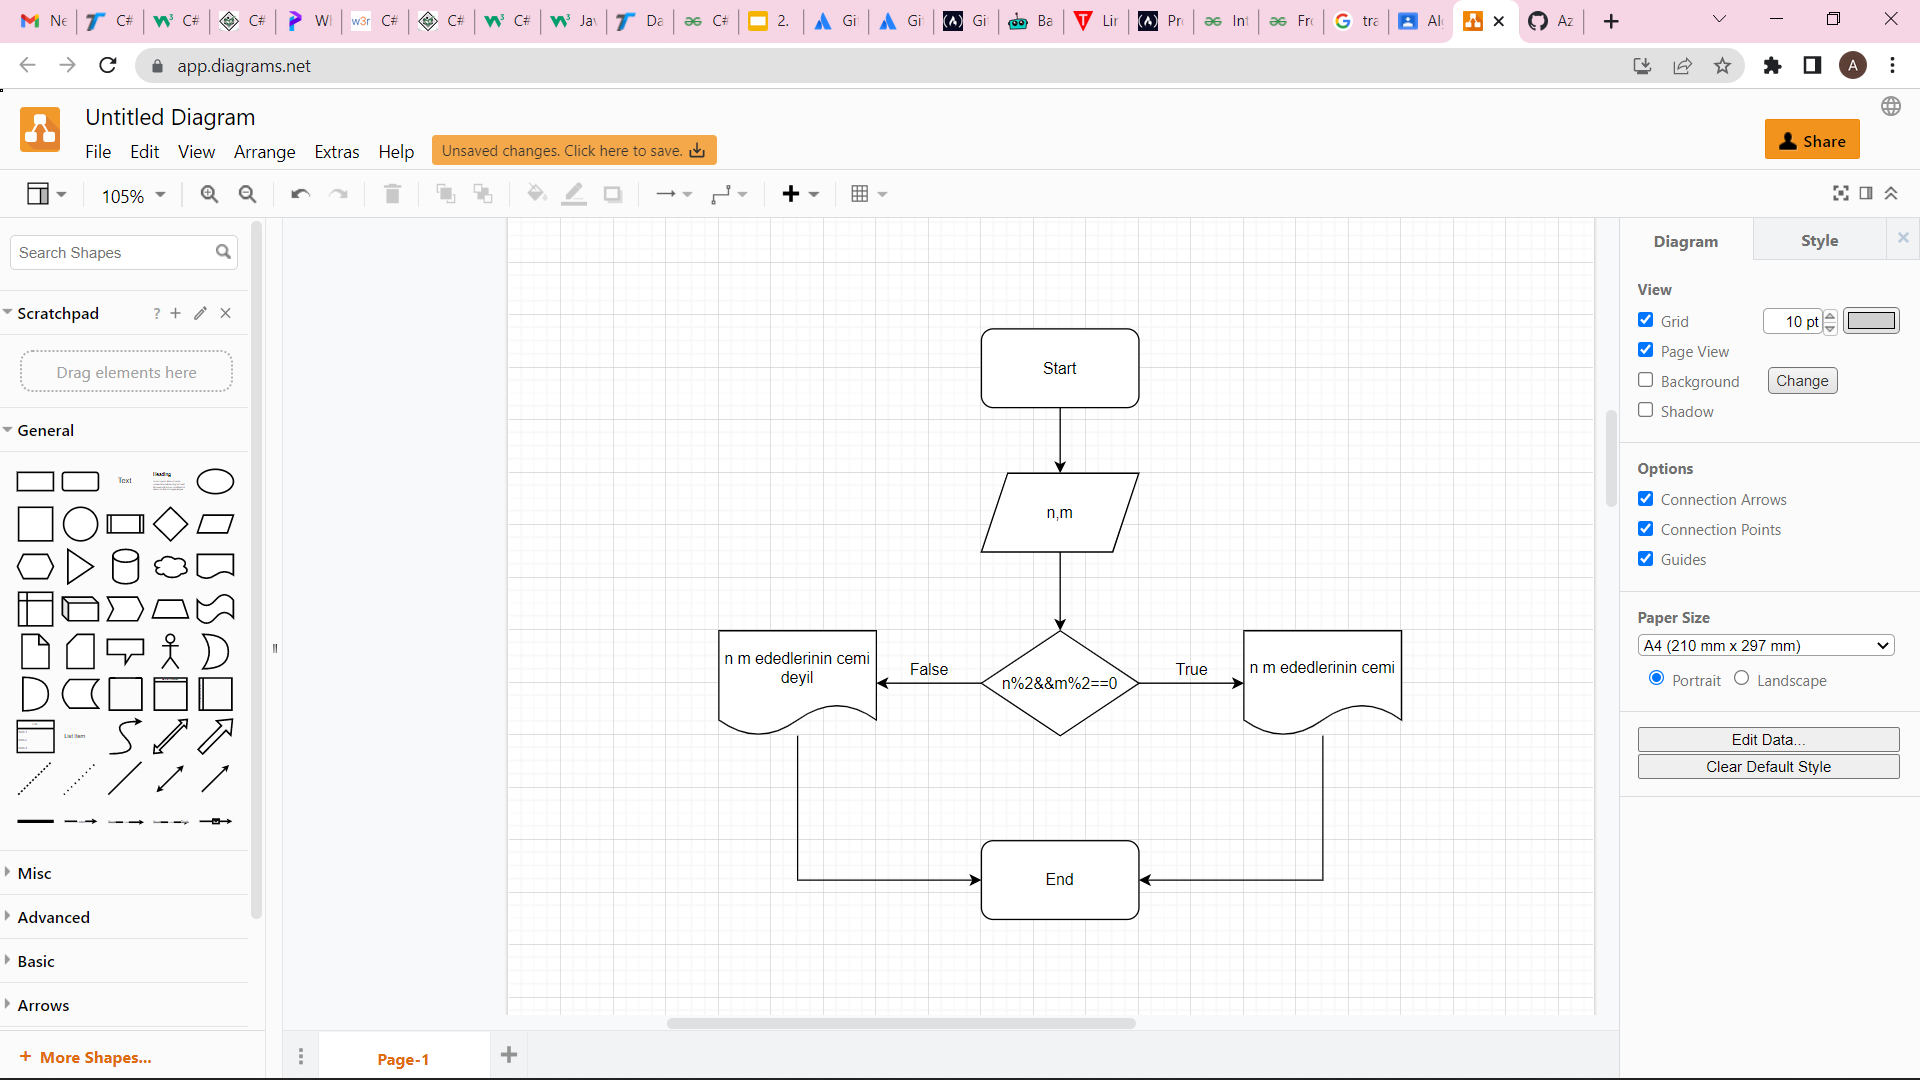 Ne
C#
C#
C#
C#
W
w3r
C#
C#
C#
Ja
Da
C#
2.
Gi
Gi
Gi
Ba
Lir
Pr
Int
Fr
tra
Al
Az
app.diagrams.net
A
Untitled Diagram
File Edit View Arrange Extras Help
Unsaved changes. Click here to save.
Share
105%
Search Shapes
Scratchpad
?
Drag elements here
General
Text
Heading
List Item
Misc
Advanced
Basic
Arrows
+ More Shapes...
Start
n,m
n m ededlerinin cemi
deyil
False
n%2&&m%2==0
True
n m ededlerinin cemi
End
Page-1
Diagram
Style
View
Grid
10 pt
Page View
Background
Change
Shadow
Options
Connection Arrows
Connection Points
Guides
Paper Size
A4 (210 mm x 297 mm)
Portrait
Landscape
Edit Data...
Clear Default Style